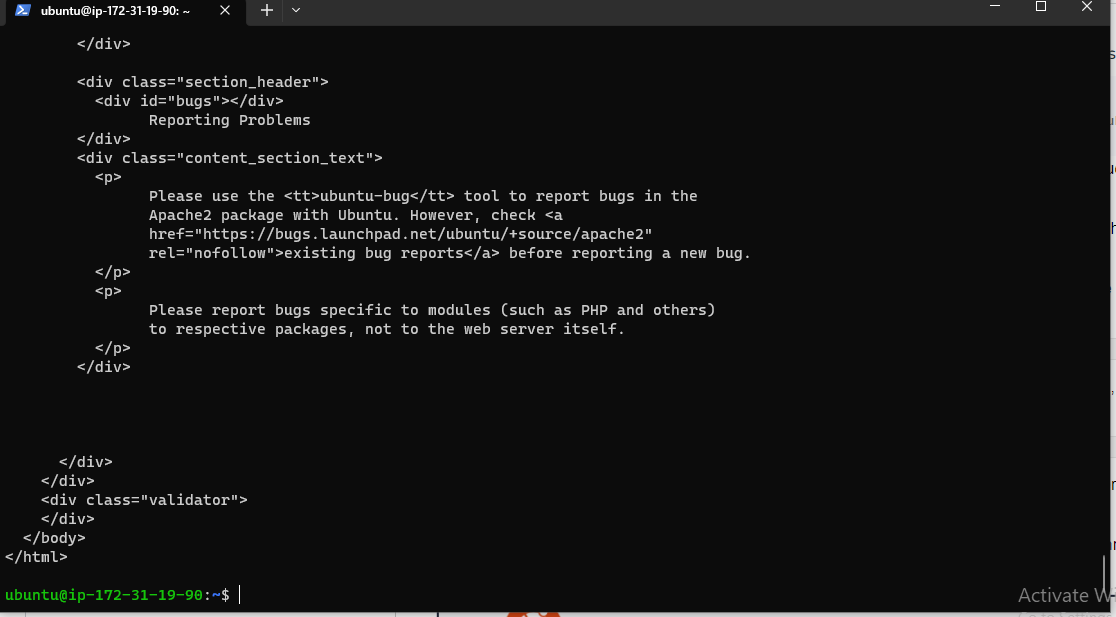 ubuntu@ip-172-31-19-90: ~
</div>
<div class="section_header">
<div id="bugs"></div>
Reporting Problems
</div>
<div class="content_section_text">
<p>
Please use the <tt>ubuntu-bug</tt> tool to report bugs in the
Apache2 package with Ubuntu. However, check <a
href="https://bugs.launchpad.net/ubuntu/+source/apache2"
rel="nofollow">existing bug reports</a> before reporting a new bug.
</p>
<p>
Please report bugs specific to modules (such as PHP and others)
to respective packages, not to the web server itself.
</p>
</div>
</div>
</div>
<div class="validator">
</div>
</body>
</html>
ubuntu@ip-172-31-19-90:~$
Activate W